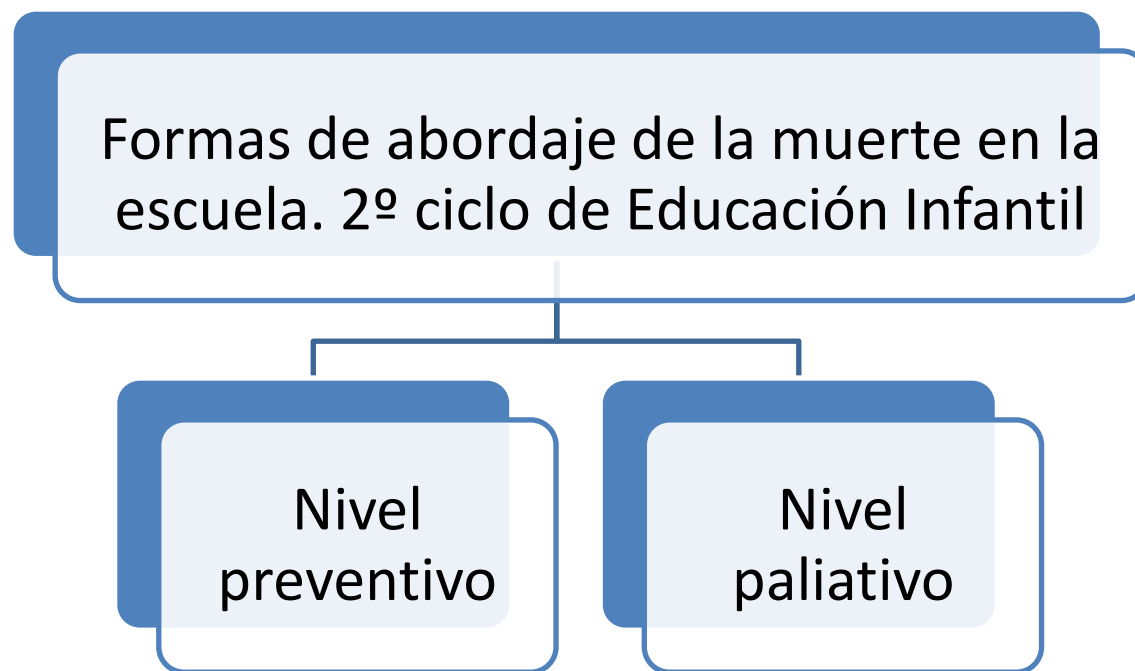 Formas de abordaje de la muerte en la
escuela. 2º ciclo de Educación Infantil
Nivel
preventivo
Nivel
paliativo